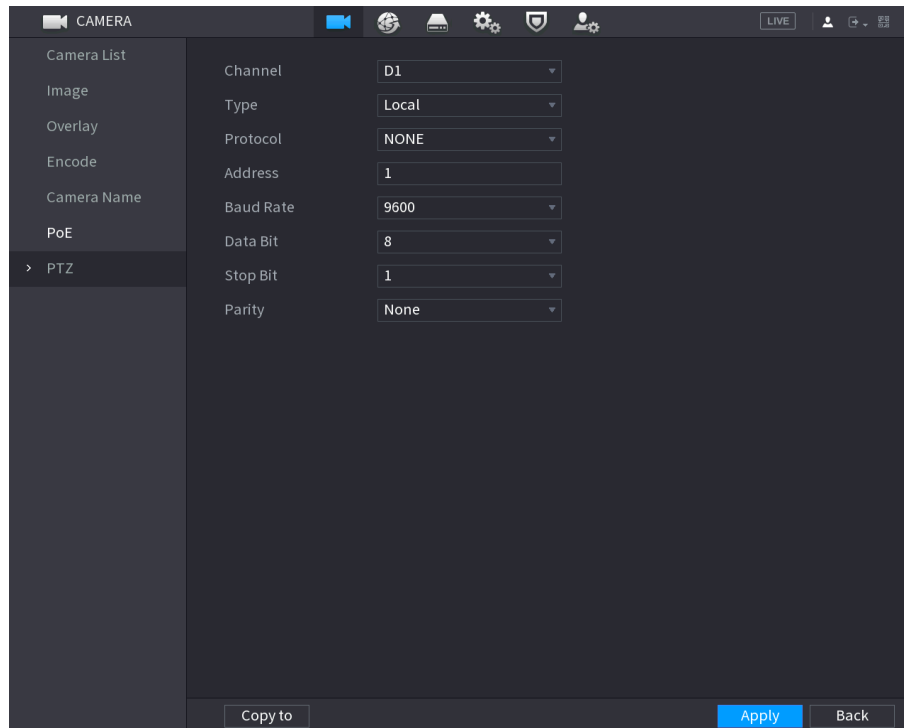 CAMERA
LIVE
Camera List
Image
Overlay
Encode
Camera Name
PoE
> PTZ
Channel D1
Type Local
Protocol NONE
Address 1
Baud Rate 9600
Data Bit 8
Stop Bit 1
Parity None
Copy to Apply Back